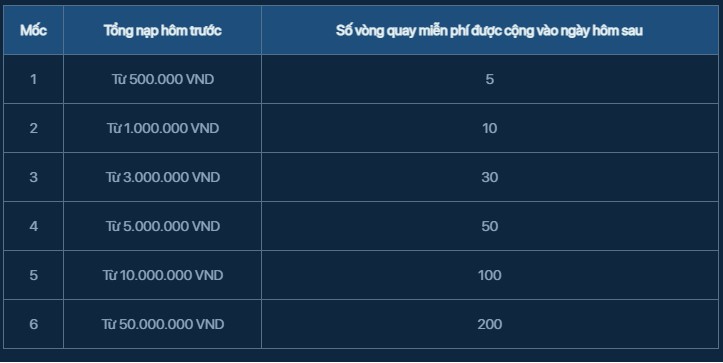 Mốc Tổng nạp hôm trước Số vòng quay miễn phí được cộng vào ngày hôm sau
1 Từ 500.000 VND 5
2 Từ 1.000.000 VND 10
3 Từ 3.000.000 VND 30
4 Từ 5.000.000 VND 50
5 Từ 10.000.000 VND 100
6 Từ 50.000.000 VND 200